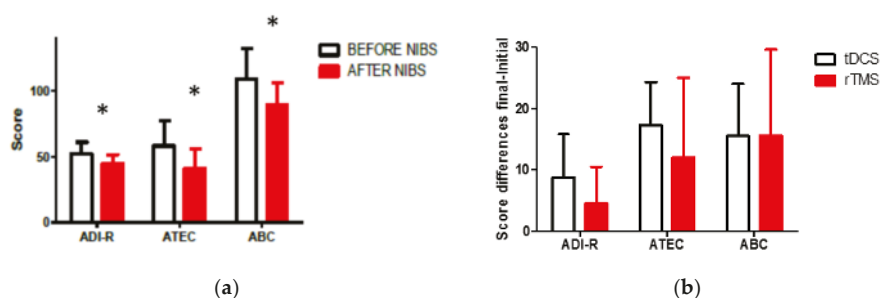 *
*
*
BEFORE NIBS
AFTER NIBS
Score
100
50
0
ADI-R
ATEC
ABC
(a)
tDCS
rTMS
Score differences final-Initial
30
20
10
0
ADI-R
ATEC
ABC
(b)